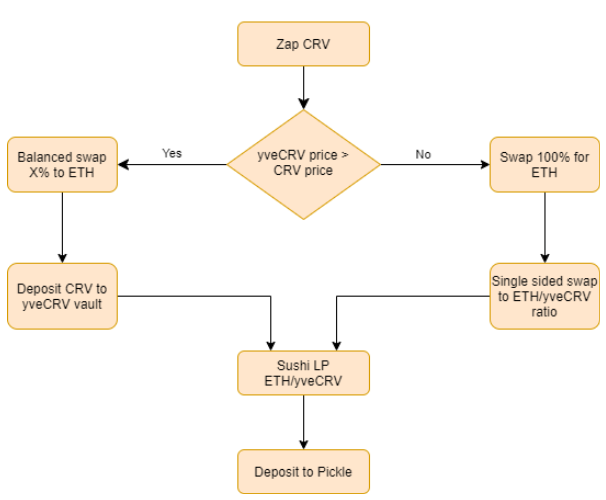 Zap CRV
yveCRV price >
CRV price
Yes
No
Balanced swap
X% to ETH
Swap 100% for
ETH
Deposit CRV to
yveCRV vault
Single sided swap
to ETH/yveCRV
ratio
Sushi LP
ETH/yveCRV
Deposit to Pickle